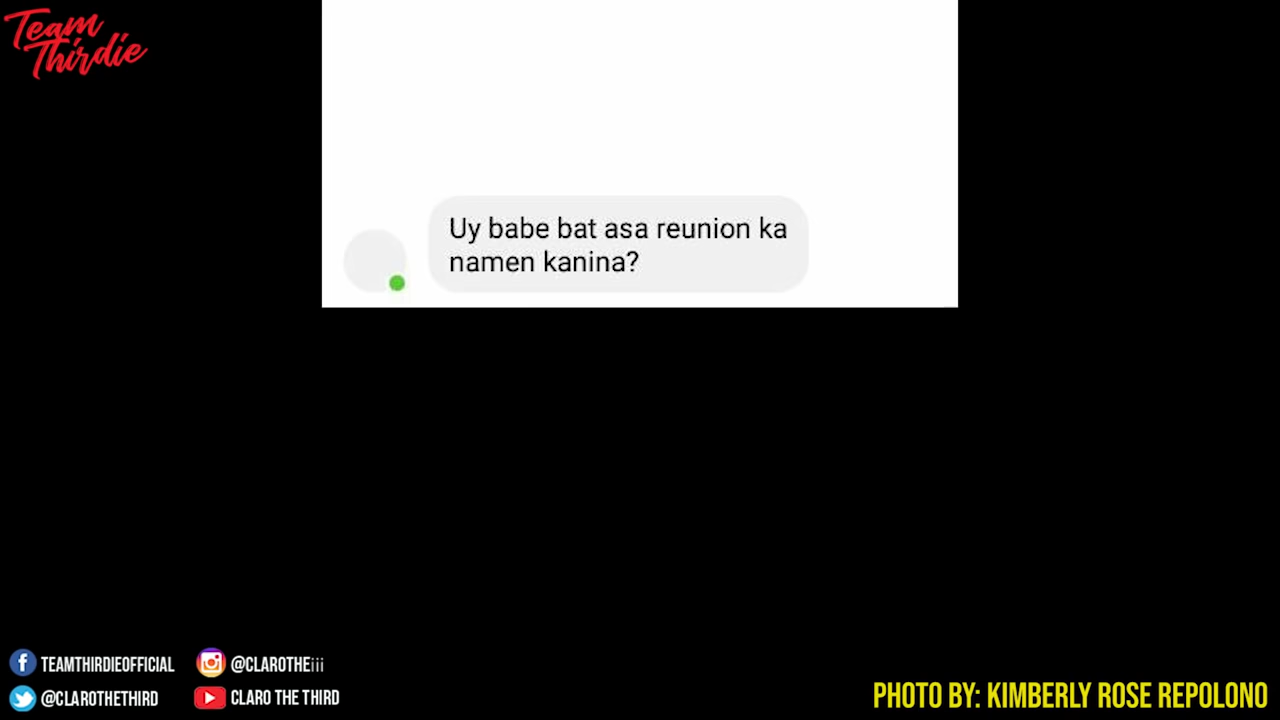 Team
Thirdie
Uy babe bat asa reunion ka
namen kanina?
TEAMTHIRDIEOFFICIAL
@CLAROTHEiii
@CLAROTHETHIRD
CLARO THE THIRD
PHOTO BY: KIMBERLY ROSE REPOLONO